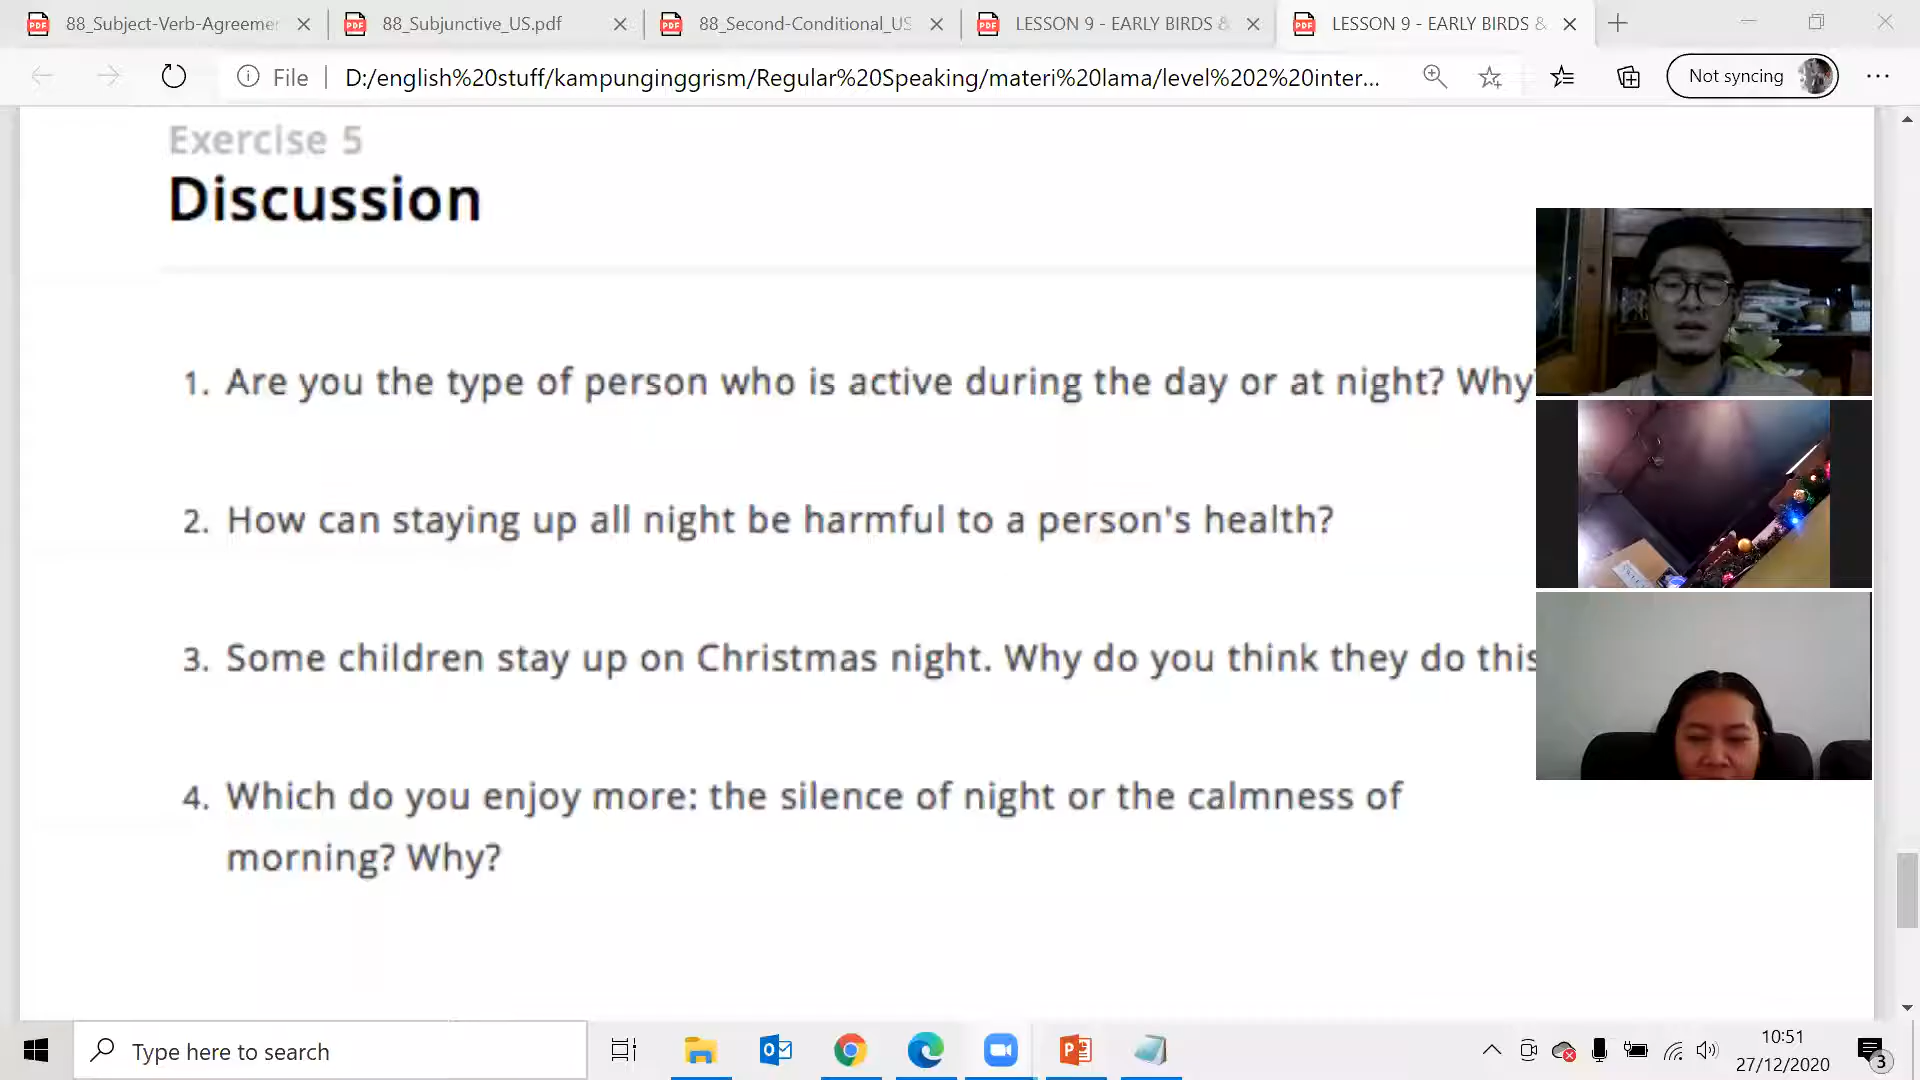 88_Subject-Verb-Agreemer
88_Subjunctive_US.pdf
88_Second-Conditional_US
LESSON 9 - EARLY BIRDS &
LESSON 9 - EARLY BIRDS &
File
D:/english%20stuff/kampunginggrism/Regular%20Speaking/materi%20lama/level%202%20inter...
Not syncing
Exercise 5
Discussion
1. Are you the type of person who is active during the day or at night? Why?
2. How can staying up all night be harmful to a person's health?
3. Some children stay up on Christmas night. Why do you think they do this
4. Which do you enjoy more: the silence of night or the calmness of
morning? Why?
Type here to search
10:51
27/12/2020
3